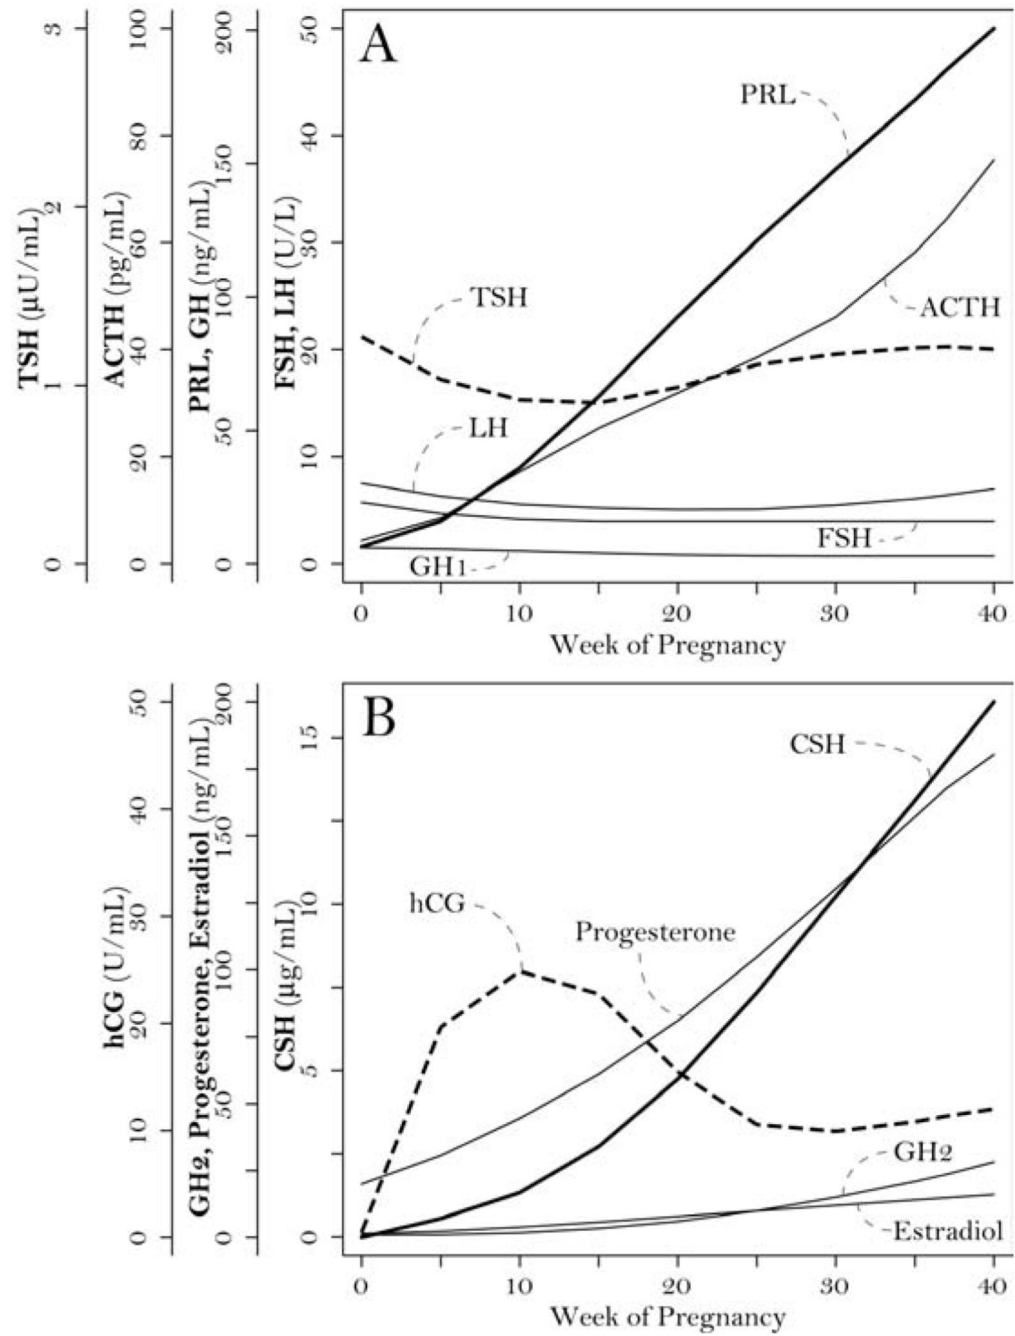 A
TSH (µU/mL)
3
2
1
0
ACTH (pg/mL)
100
80
60
40
20
0
PRL, GH (ng/mL)
200
150
100
50
0
FSH, LH (U/L)
50
40
30
20
10
0
PRL
TSH
ACTH
LH
FSH
GH1
0
10
20
30
40
Week of Pregnancy
B
hCG (U/mL)
50
40
30
20
10
0
GH2, Progesterone, Estradiol (ng/mL)
200
150
100
50
0
CSH (µg/mL)
15
10
5
0
CSH
hCG
Progesterone
GH2
Estradiol
0
10
20
30
40
Week of Pregnancy